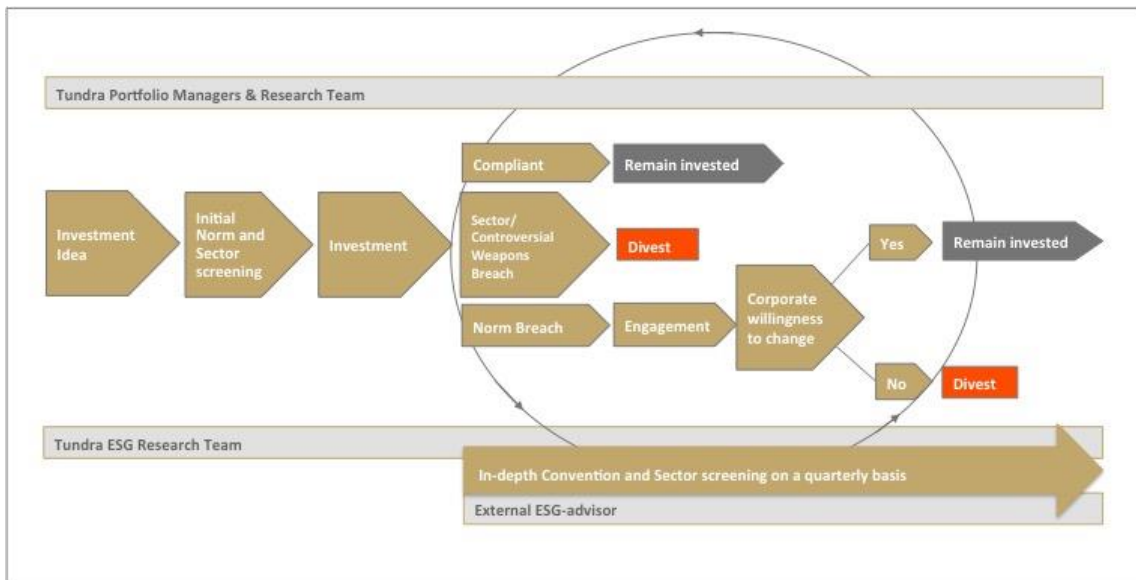 Tundra Portfolio Managers & Research Team
Compliant
Remain invested
Investment
Idea
Initial
Norm and
Sector
screening
Investment
Sector/
Controversial
Weapons
Breach
Divest
Norm Breach
Engagement
Corporate
willingness
to change
Yes
Remain invested
No
Divest
Tundra ESG Research Team
In-depth Convention and Sector screening on a quarterly basis
External ESG-advisor